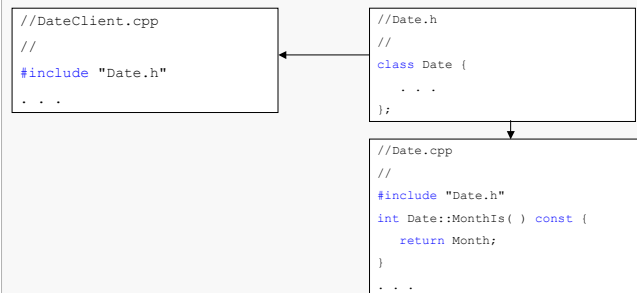 //DateClient.cpp
//
#include "Date.h"
. . .
//Date.h
//
class Date {
. . .
};
//Date.cpp
//
#include "Date.h"
int Date::MonthIs( ) const {
return Month;
}
. . .